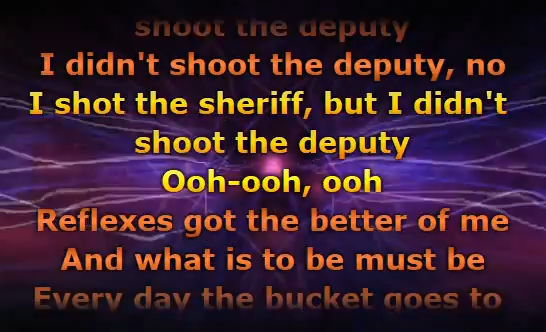 shoot the deputy
I didn't shoot the deputy, no
I shot the sheriff, but I didn't
shoot the deputy
Ooh-ooh, ooh
Reflexes got the better of me
And what is to be must be
Every day the bucket goes to